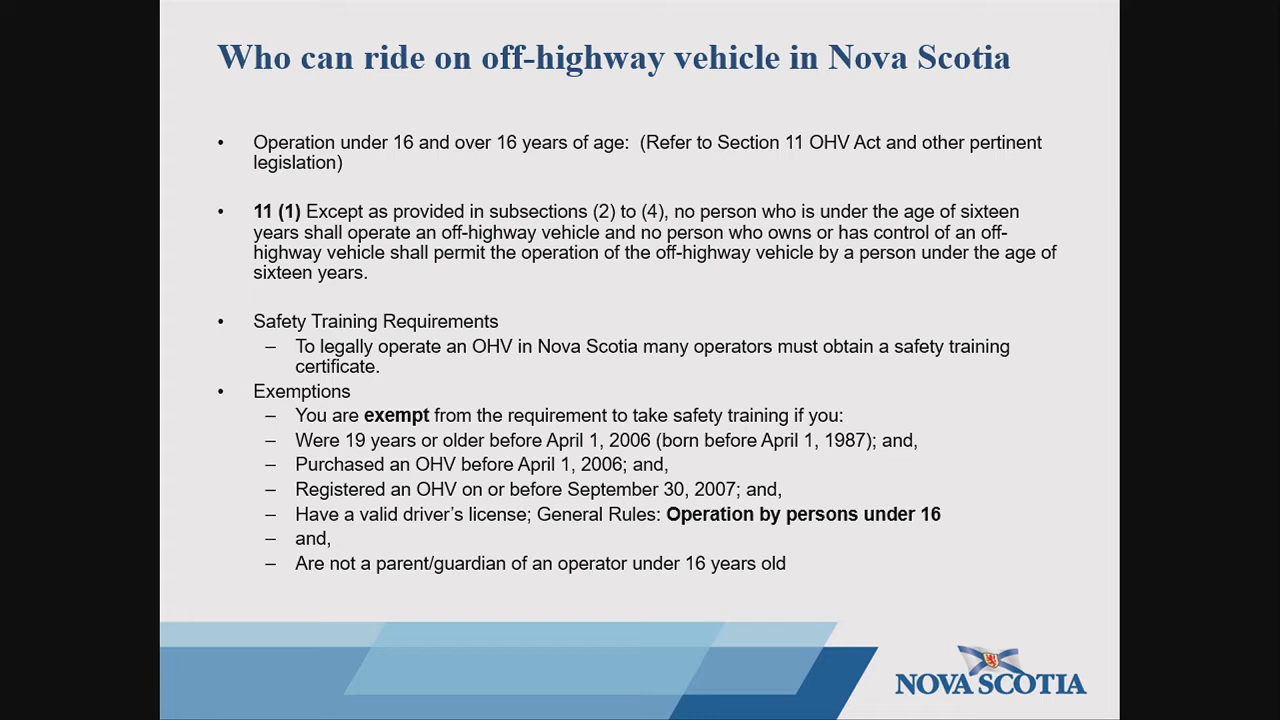 Who can ride on off-highway vehicle in Nova Scotia
• Operation under 16 and over 16 years of age:  (Refer to Section 11 OHV Act and other pertinent
legislation)
• 11 (1) Except as provided in subsections (2) to (4), no person who is under the age of sixteen
years shall operate an off-highway vehicle and no person who owns or has control of an off-
highway vehicle shall permit the operation of the off-highway vehicle by a person under the age of
sixteen years.
• Safety Training Requirements
– To legally operate an OHV in Nova Scotia many operators must obtain a safety training
certificate.
• Exemptions
– You are exempt from the requirement to take safety training if you:
– Were 19 years or older before April 1, 2006 (born before April 1, 1987); and,
– Purchased an OHV before April 1, 2006; and,
– Registered an OHV on or before September 30, 2007; and,
– Have a valid driver's license; General Rules: Operation by persons under 16
– and,
– Are not a parent/guardian of an operator under 16 years old
NOVA SCOTIA